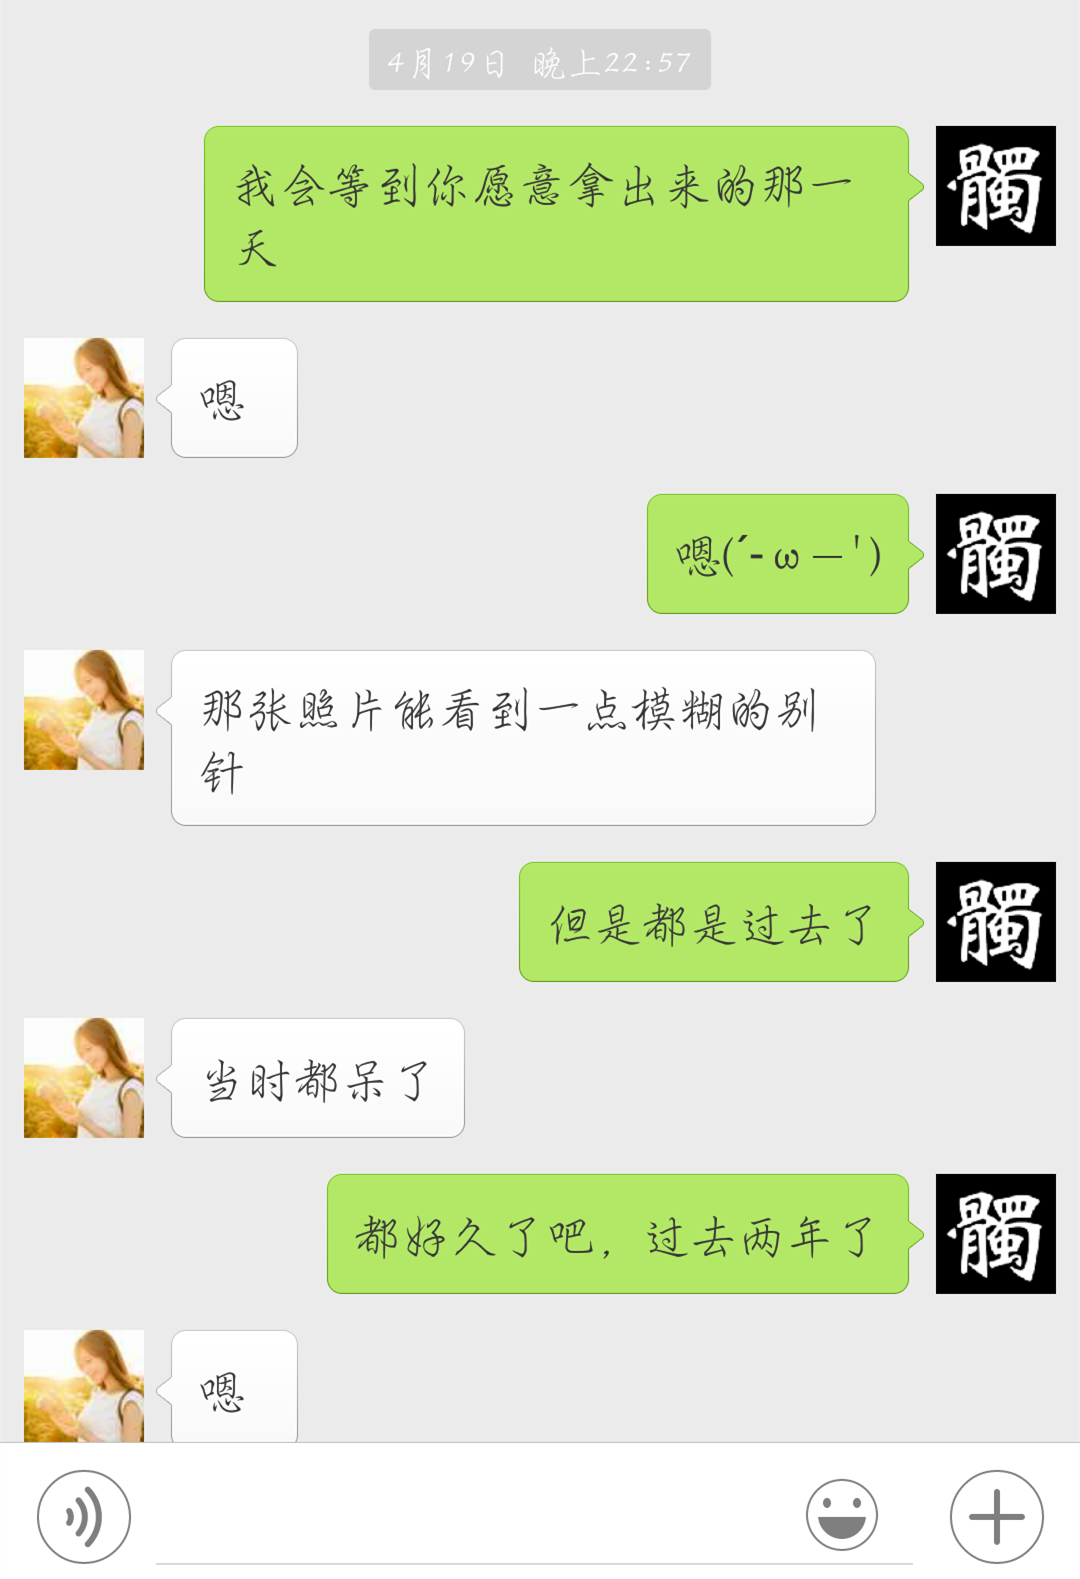 4月19日 晚上22:57
我会等到你愿意拿出来的那一
天
髑
嗯
嗯(´-ω－')
髑
那张照片能看到一点模糊的别
针
但是都是过去了
髑
当时都呆了
都好久了吧，过去两年了
髑
嗯